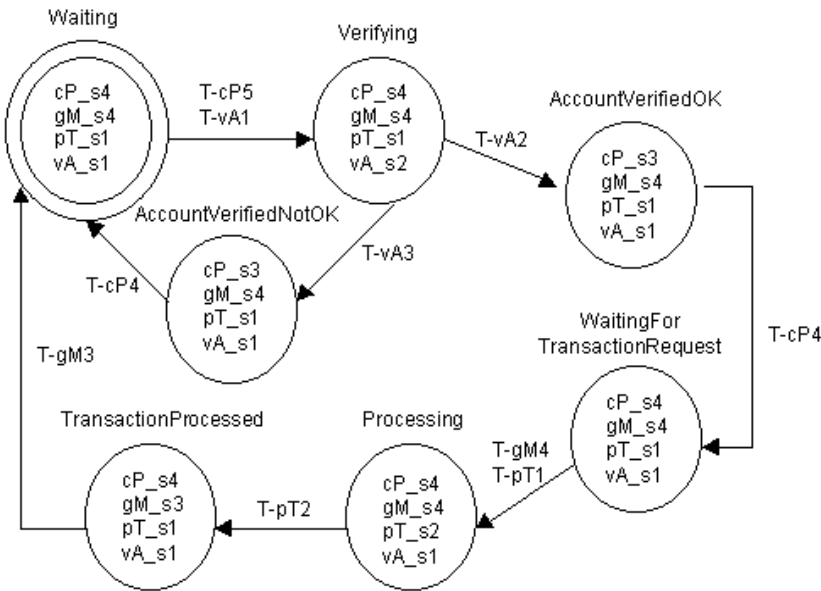 Waiting
cP_s4
gM_s4
pT_s1
vA_s1
T-cP5
T-vA1
Verifying
cP_s4
gM_s4
pT_s1
vA_s2
T-vA2
AccountVerifiedOK
cP_s3
gM_s4
pT_s1
vA_s1
AccountVerifiedNotOK
cP_s3
gM_s4
pT_s1
vA_s1
T-vA3
T-cP4
T-cP4
WaitingFor
TransactionRequest
cP_s4
gM_s4
pT_s1
vA_s1
T-gM4
T-pT1
Processing
cP_s4
gM_s4
pT_s2
vA_s1
T-pT2
TransactionProcessed
cP_s4
gM_s3
pT_s1
vA_s1
T-gM3